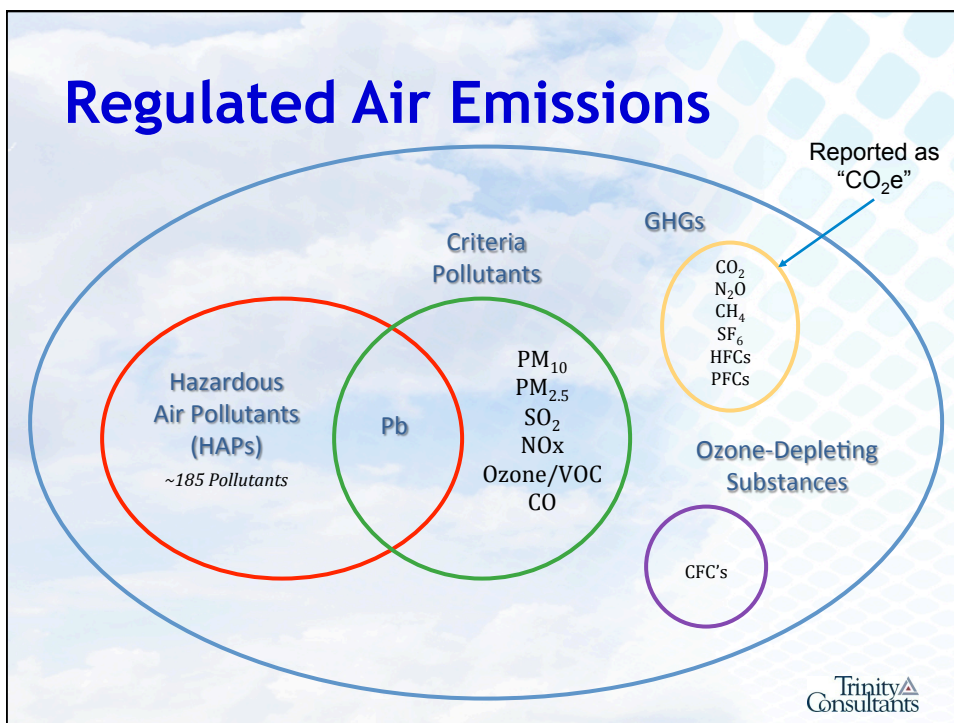 Regulated Air Emissions
Reported as
“CO₂e”
GHGs
Criteria
Pollutants
CO₂
N₂O
CH₄
SF₆
HFCs
PFCs
Hazardous
Air Pollutants
(HAPs)
~185 Pollutants
Pb
PM₁₀
PM₂.₅
SO₂
NOx
Ozone/VOC
CO
Ozone-Depleting
Substances
CFC’s
Trinity
Consultants